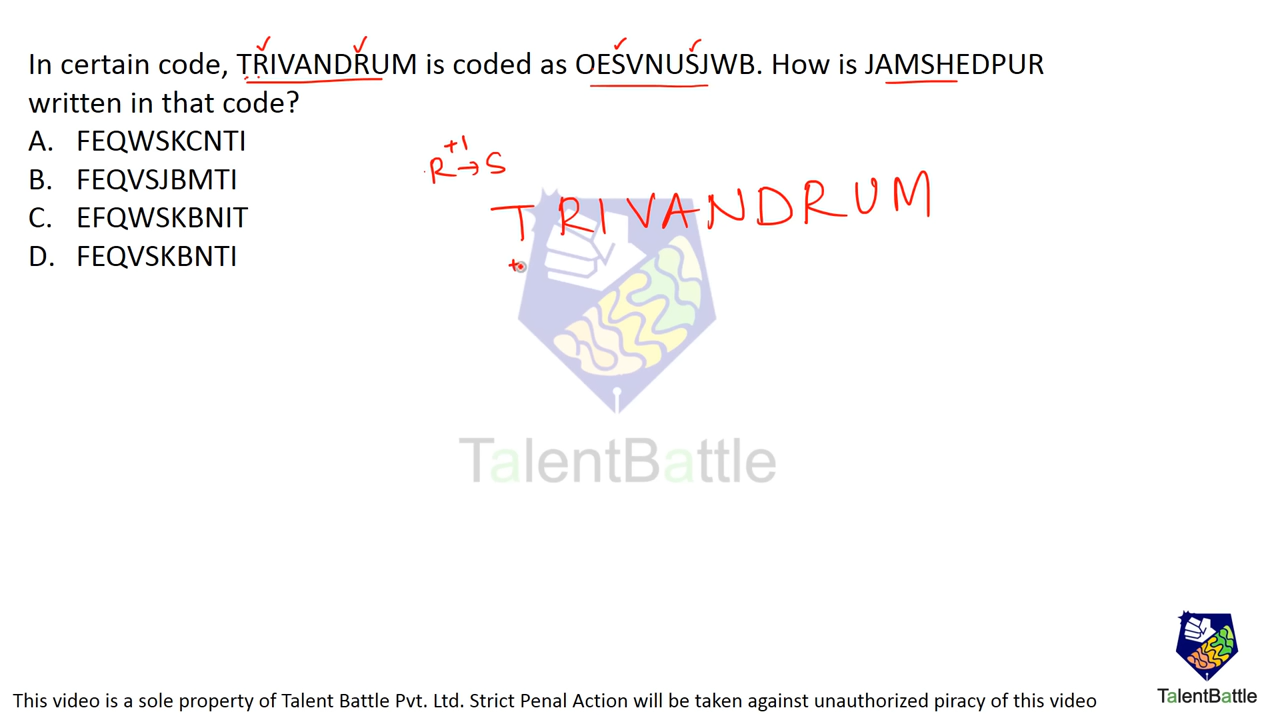 In certain code, TRIVANDRUM is coded as OESVNUSJWB. How is JAMSHEDPUR
written in that code?
A. FEQWSKCNTI
B. FEQVSJBMTI
C. EFQWSKBNIT
D. FEQVSKBNTI
+1
R → S
TRIVANDRUM
+
TalentBattle
TalentBattle
This video is a sole property of Talent Battle Pvt. Ltd. Strict Penal Action will be taken against unauthorized piracy of this video